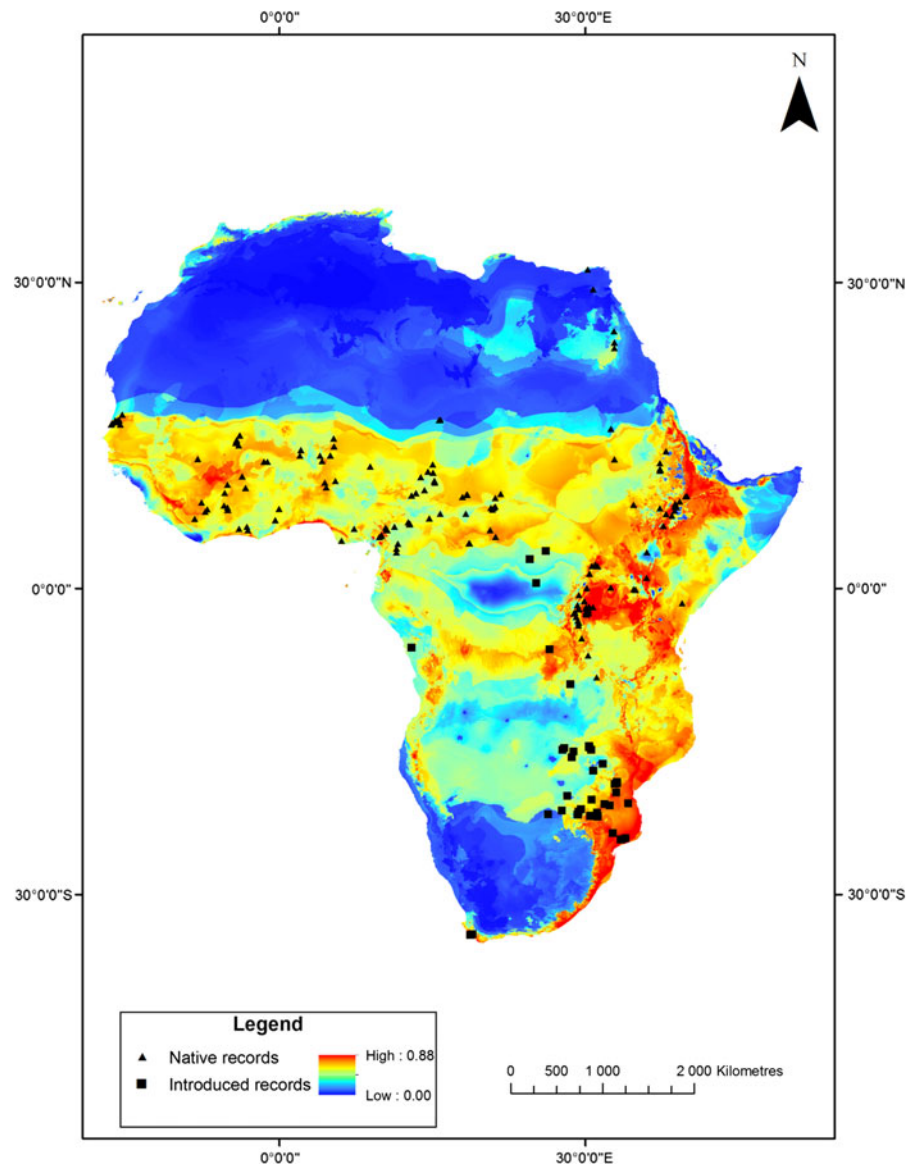 0°0'0" 30°0'0"E
N
30°0'0"N 30°0'0"N
0°0'0" 0°0'0"
30°0'0"S 30°0'0"S
Legend
Native records
Introduced records
High : 0.88
Low : 0.00
0 500 1 000 2 000 Kilometres
0°0'0" 30°0'0"E